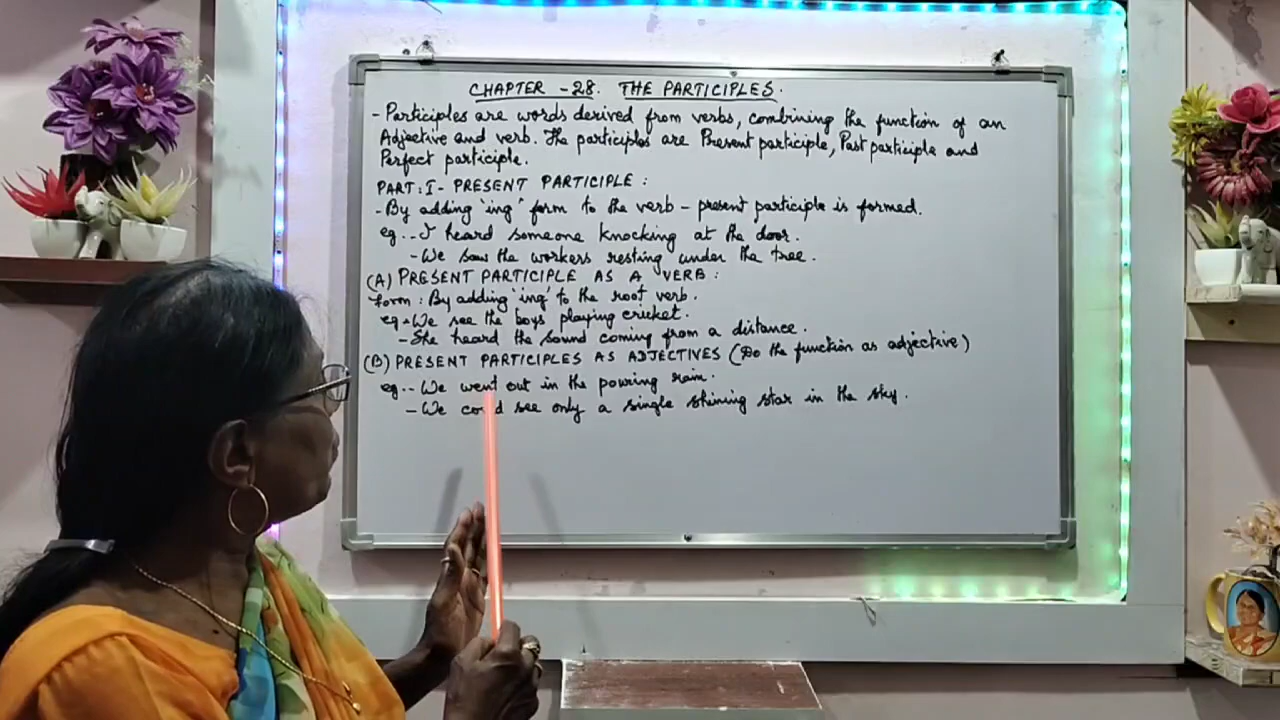 CHAPTER - 28. THE PARTICIPLES.
- Participles are words derived from verbs, combining the function of an
Adjective and verb. The participles are Present participle, Past participle and
Perfect participle.
PART: I - PRESENT PARTICIPLE :
- By adding 'ing' form to the verb - present participle is formed.
eg. - I heard someone knocking at the door.
- We saw the workers resting under the tree.
(A) PRESENT PARTICIPLE AS A VERB :
Form : By adding 'ing' to the root verb.
eg. - We see the boys playing cricket.
- She heard the sound coming from a distance.
(B) PRESENT PARTICIPLES AS ADJECTIVES (Do the function as adjective)
eg. - We went out in the pouring rain.
- We could see only a single shining star in the sky.